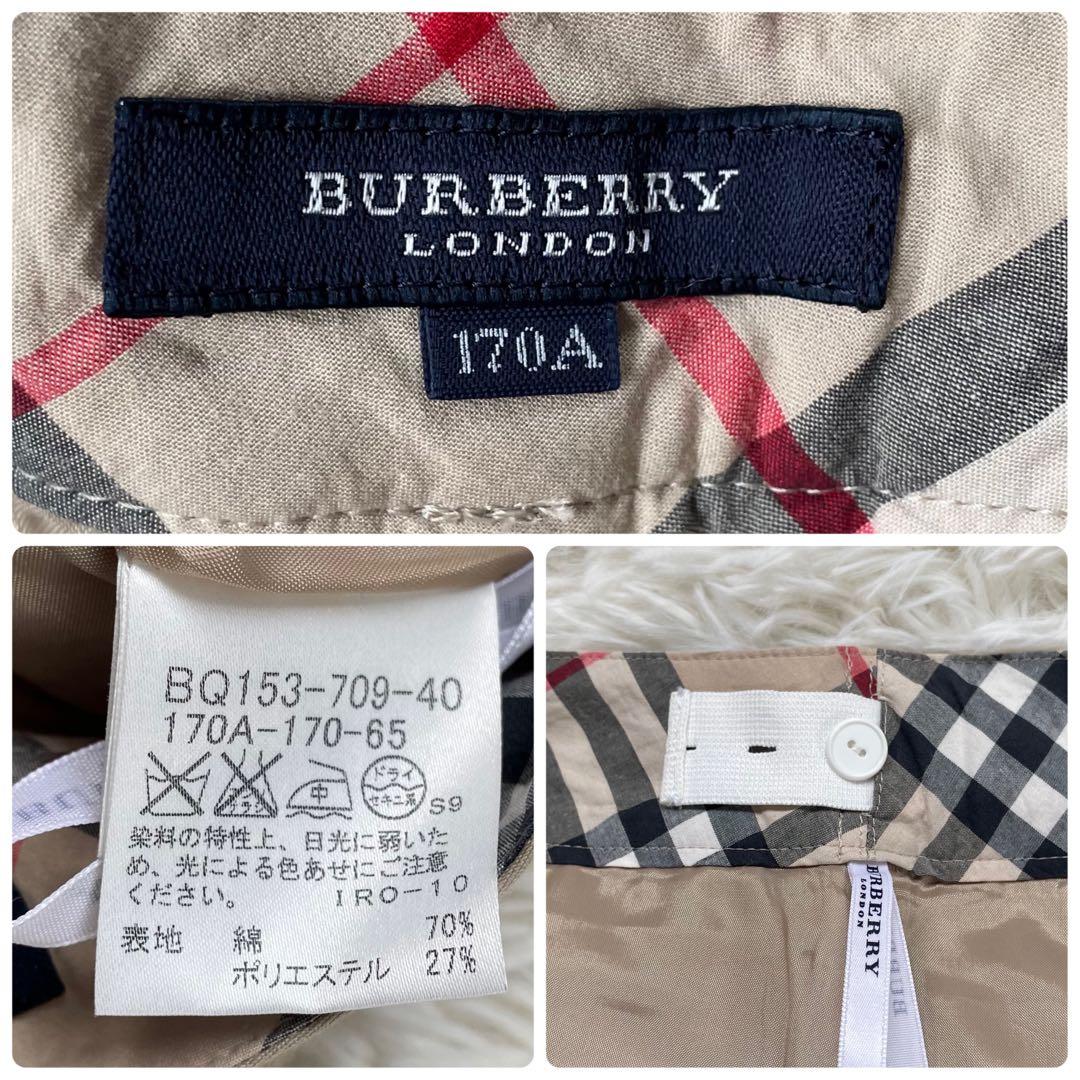 BURBERRY
LONDON
170A
BQ153-709-40
170A-170-65
中
ドライ
セキユ系
S9
染料の特性上、日光に弱いた
め、光による色あせにご注意
ください。 IRO-10
表地 綿 70%
ポリエステル 27%
BURBERRY
LONDON